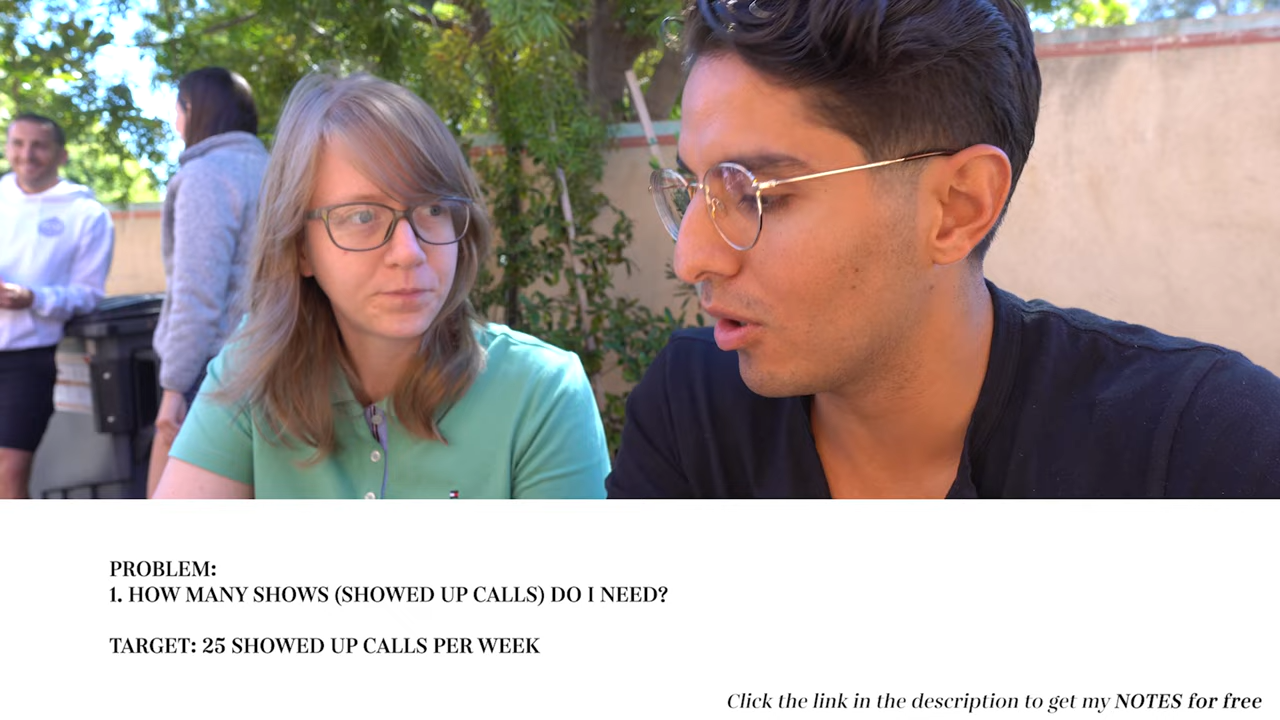 PROBLEM:
1. HOW MANY SHOWS (SHOWED UP CALLS) DO I NEED?
TARGET: 25 SHOWED UP CALLS PER WEEK
Click the link in the description to get my NOTES for free